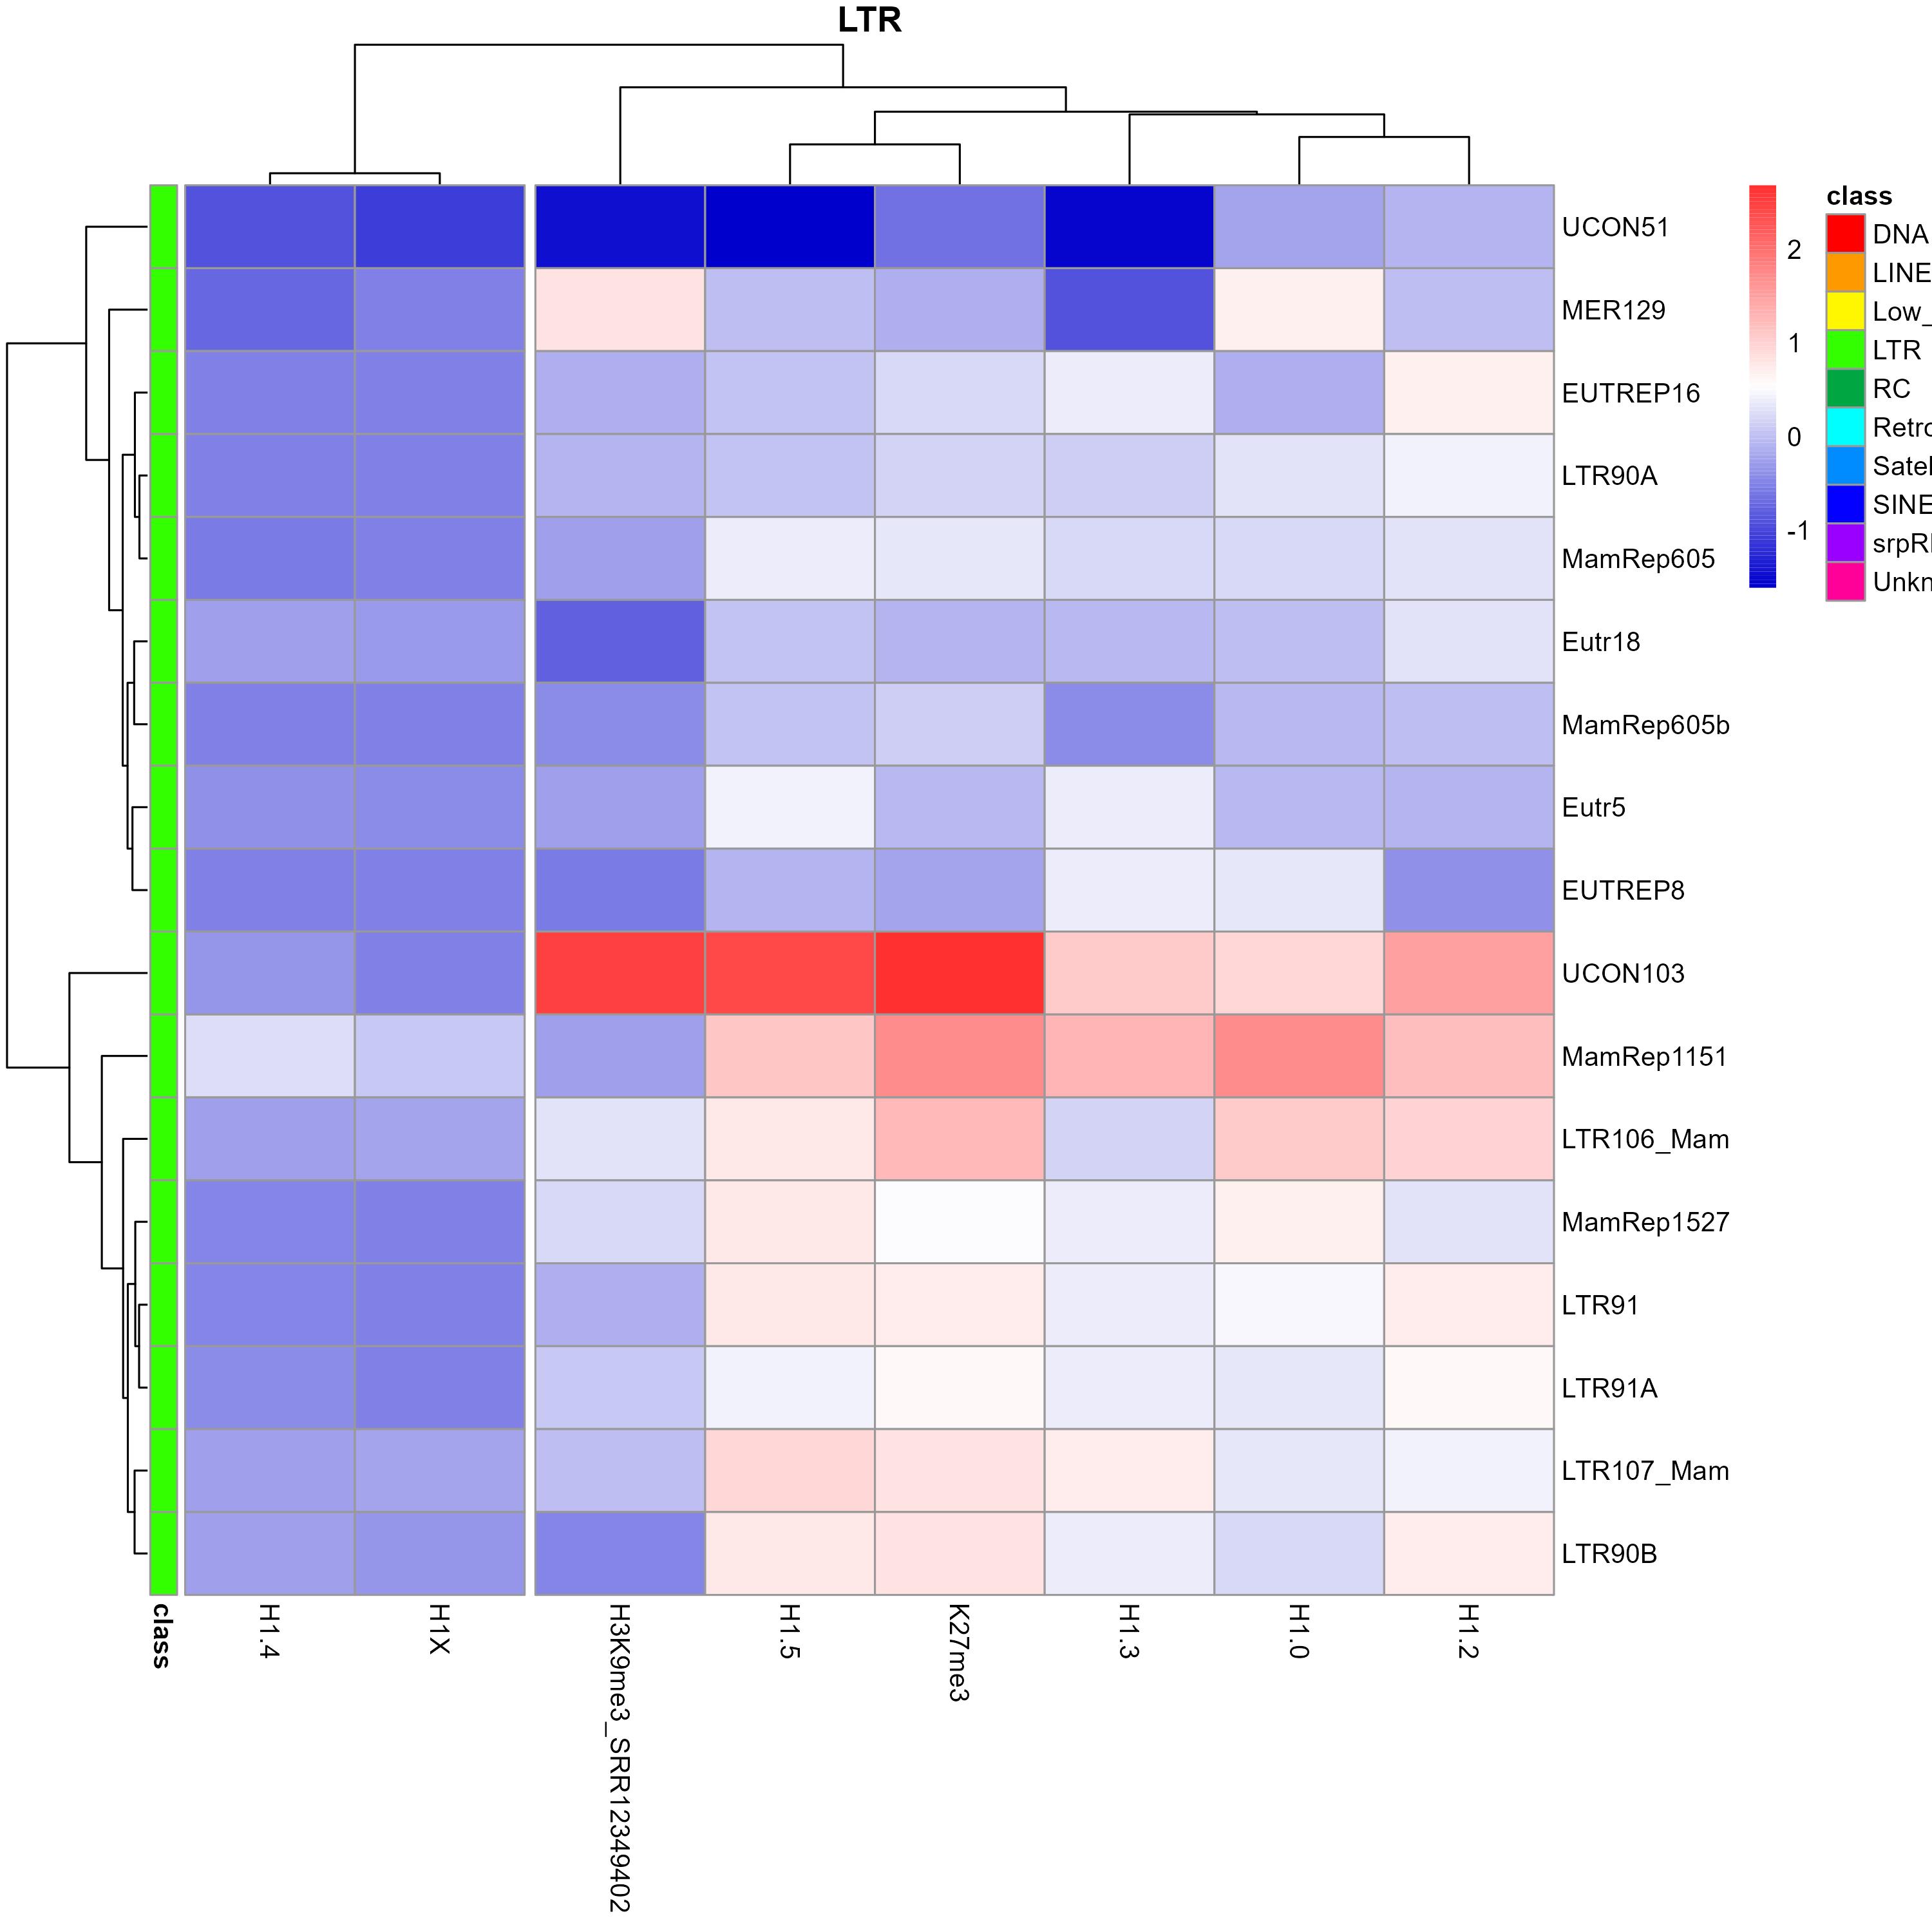 LTR
UCON51
MER129
EUTREP16
LTR90A
MamRep605
Eutr18
MamRep605b
Eutr5
EUTREP8
UCON103
MamRep1151
LTR106_Mam
MamRep1527
LTR91
LTR91A
LTR107_Mam
LTR90B
class
H1.4
H1X
H3K9me3_SRR12349402
H1.5
K27me3
H1.3
H1.0
H1.2
2
1
0
-1
class
DNA
LINE
Low_
LTR
RC
Retro
Satel
SINE
srpR
Unkn